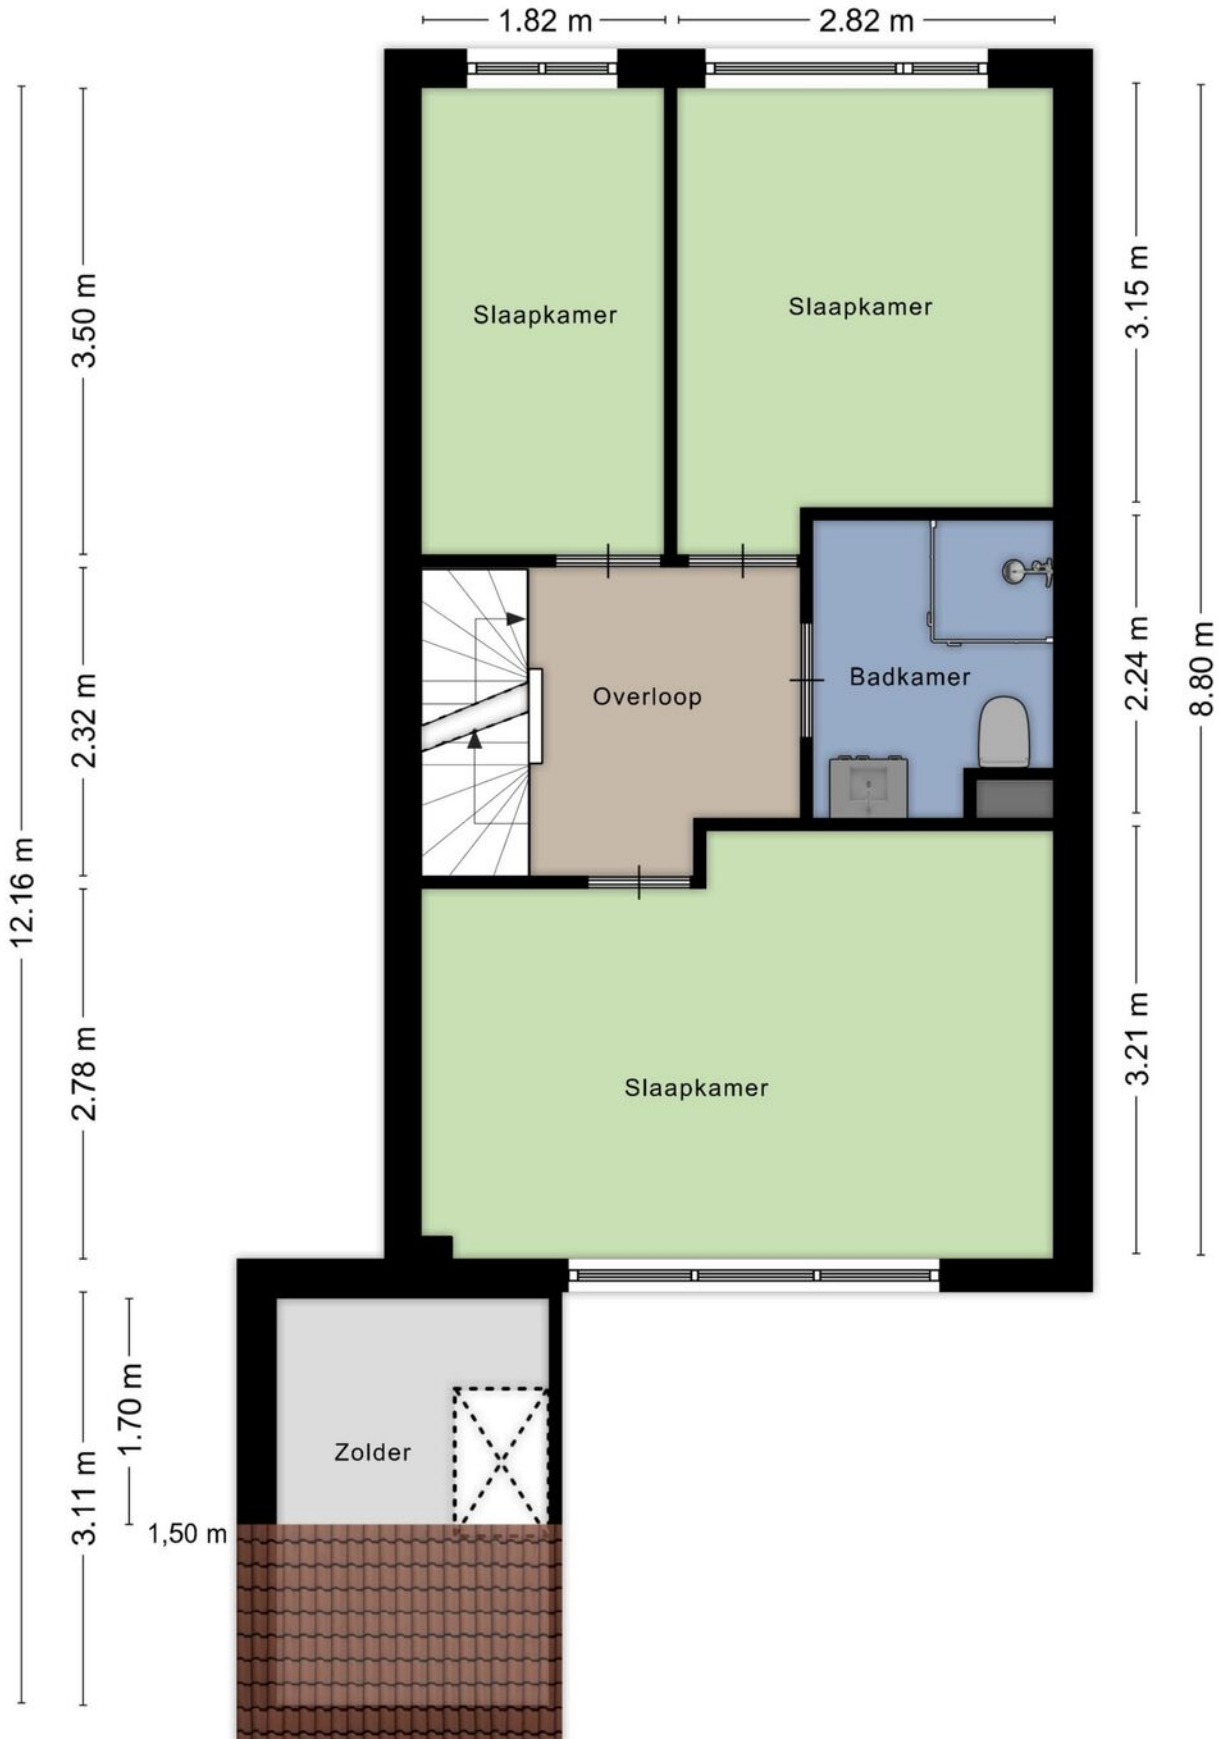 1.82 m
2.82 m
3.50 m
3.15 m
Slaapkamer
Slaapkamer
2.32 m
2.24 m
8.80 m
Badkamer
Overloop
12.16 m
2.78 m
3.21 m
Slaapkamer
1.70 m
Zolder
3.11 m
1,50 m